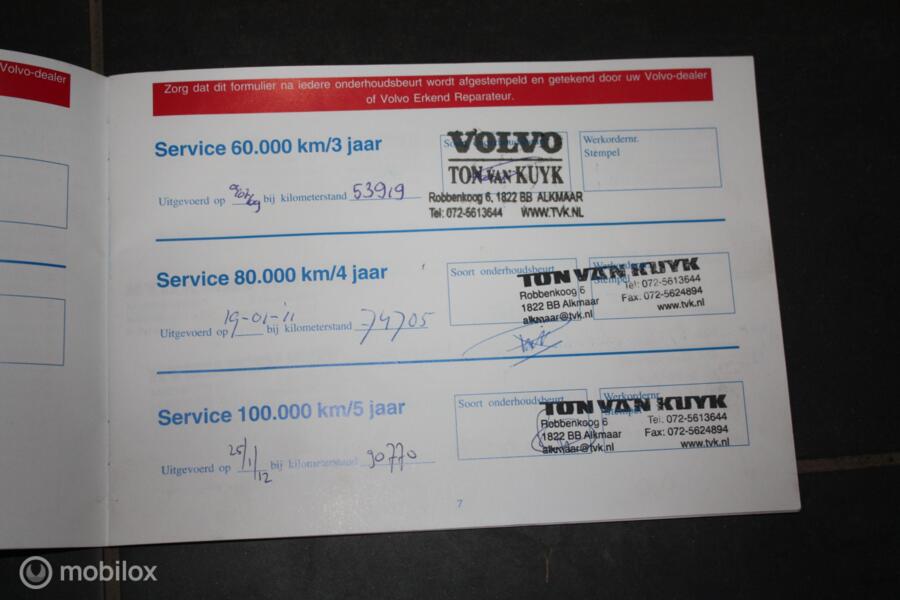 Volvo-dealer
Zorg dat dit formulier na iedere onderhoudsbeurt wordt afgestempeld en getekend door uw Volvo-dealer
of Volvo Erkend Reparateur.
Service 60.000 km/3 jaar
VOLVO
TON VAN KUYK
Robbenkoog 6, 1822 BB ALKMAAR
Tel: 072-5613644 WWW.TVK.NL
Werkordernr.
Stempel
Uitgevoerd op bij kilometerstand 53919
Service 80.000 km/4 jaar
Soort onderhoudsbeurt
Werkordernr.
Stempel
TON VAN KUYK
Robbenkoog 6
1822 BB Alkmaar
alkmaar@tvk.nl
Tel: 072-5613644
Fax: 072-5624894
www.tvk.nl
Uitgevoerd op 19-01-11 bij kilometerstand 74705
Service 100.000 km/5 jaar
Soort onderhoudsbeurt
Werkordernr.
Stempel
TON VAN KUYK
Robbenkoog 6
1822 BB Alkmaar
alkmaar@tvk.nl
Tel: 072-5613644
Fax: 072-5624894
www.tvk.nl
Uitgevoerd op 25/1/12 bij kilometerstand 90770
7
mobilox